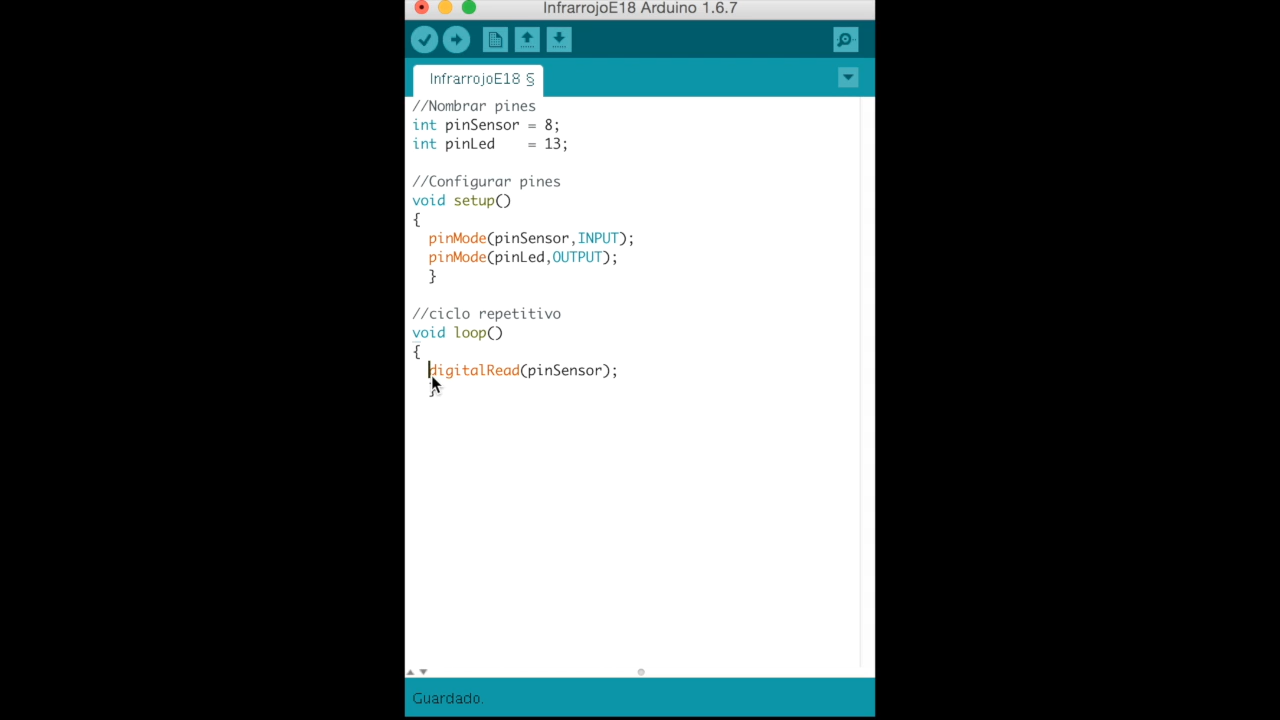 InfrarrojoE18 Arduino 1.6.7
InfrarrojoE18 §
//Nombrar pines
int pinSensor = 8;
int pinLed    = 13;
//Configurar pines
void setup()
{
  pinMode(pinSensor,INPUT);
  pinMode(pinLed,OUTPUT);
  }
//ciclo repetitivo
void loop()
{
  digitalRead(pinSensor);
  }
Guardado.